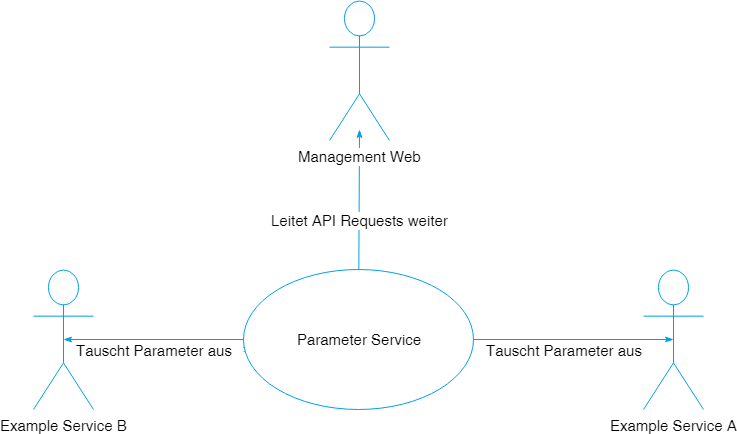 Management Web
Leitet API Requests weiter
Parameter Service
Tauscht Parameter aus
Tauscht Parameter aus
Example Service B
Example Service A